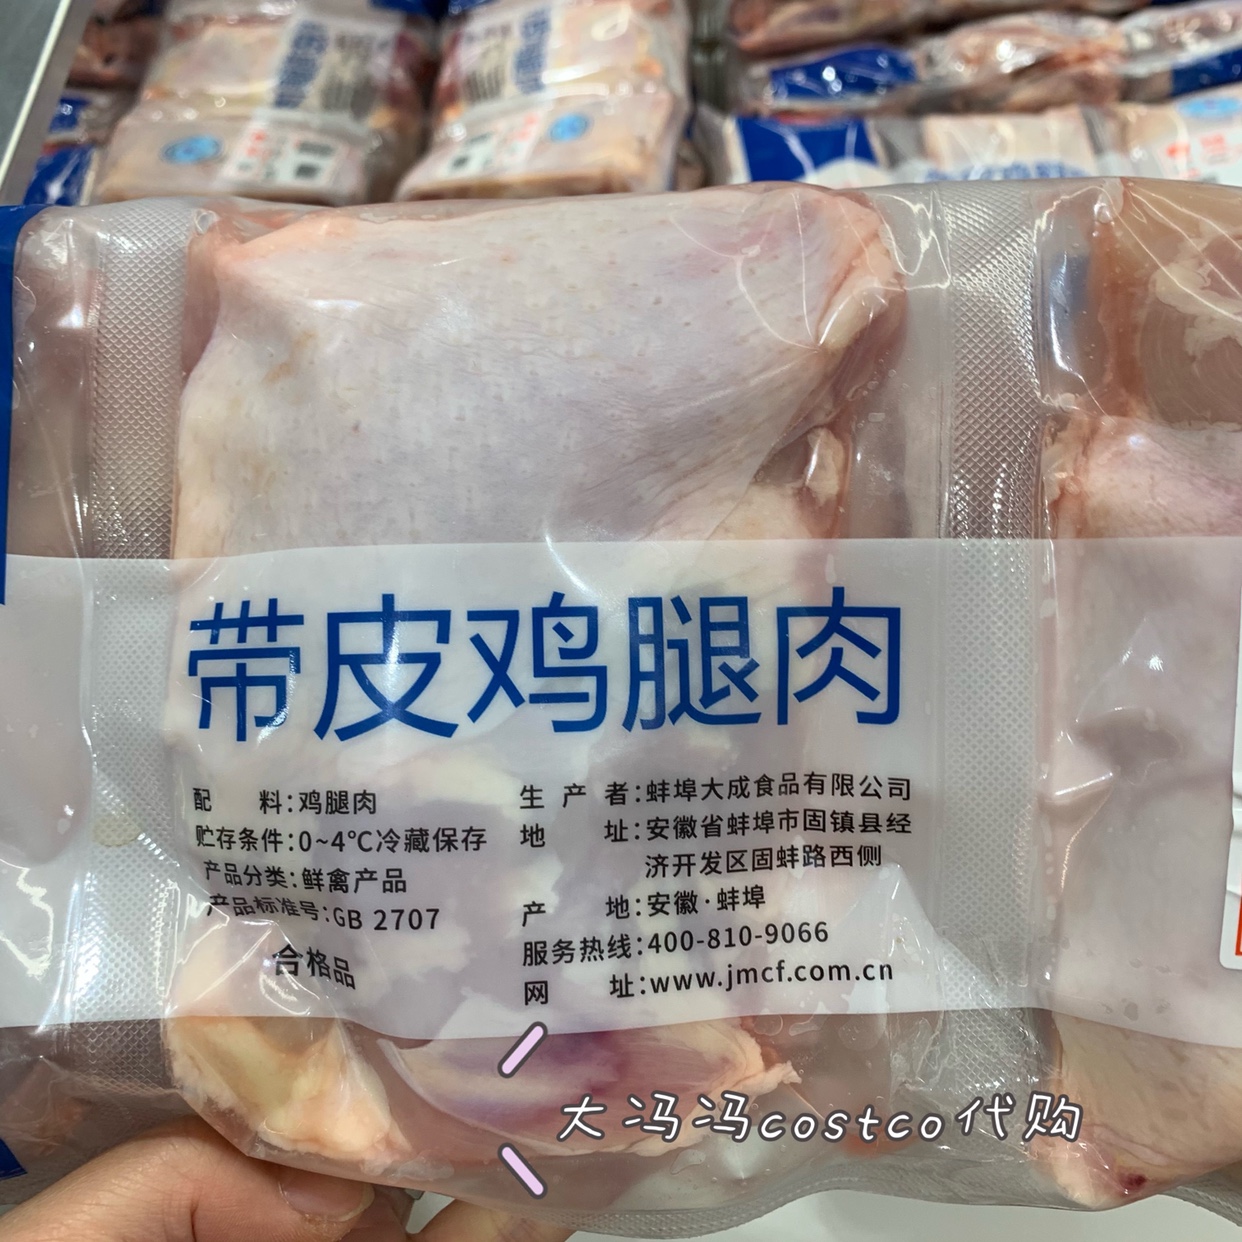 带皮鸡腿肉
配料:鸡腿肉
贮存条件:0~4℃冷藏保存
产品分类:鲜禽产品
产品标准号:GB 2707
合格品
生产者:蚌埠大成食品有限公司
地址:安徽省蚌埠市固镇县经
济开发区固蚌路西侧
产地:安徽·蚌埠
服务热线:400-810-9066
网址:www.jmcf.com.cn
大冯冯costco代购